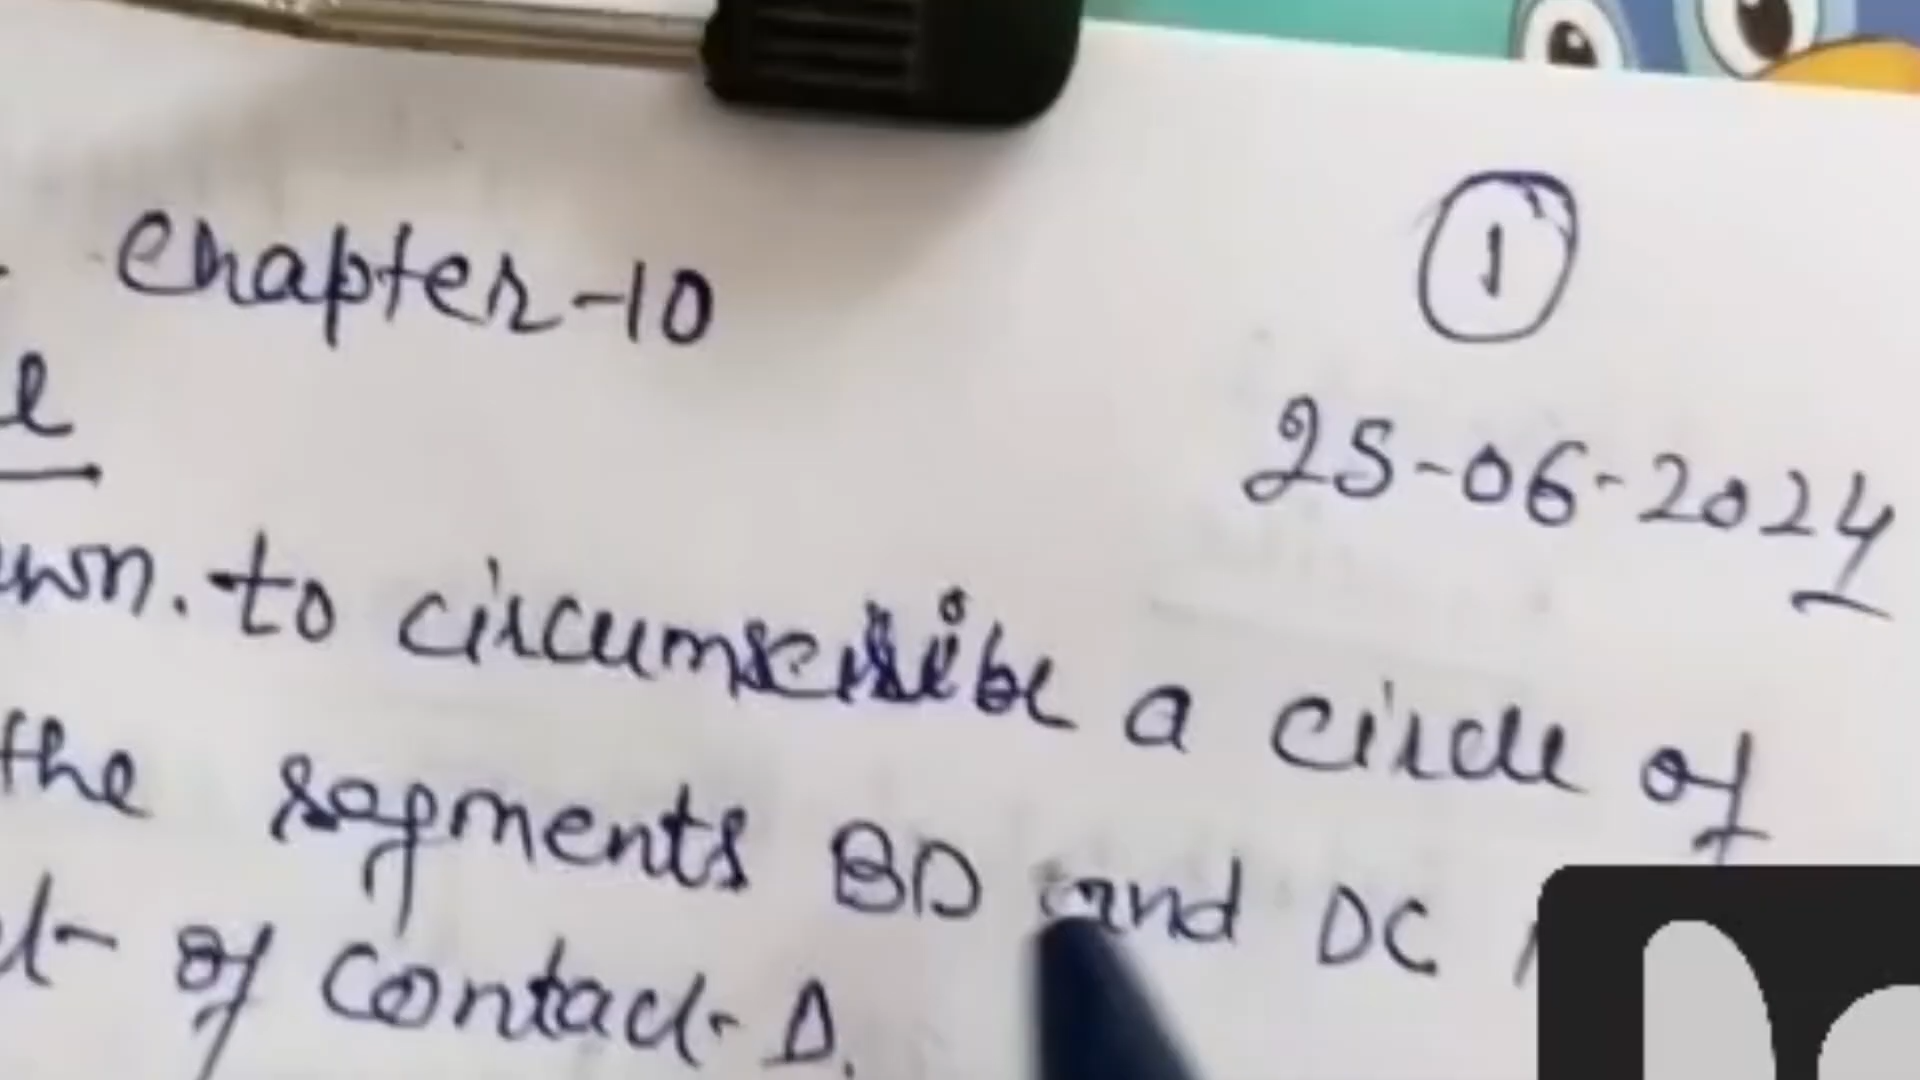 Chapter-10
1
25-06-2024
to circumscribe a circle of
the segments BD and DC
of contact D.